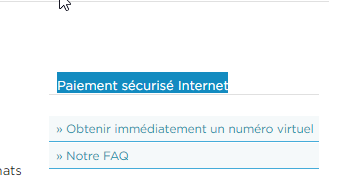 Paiement sécurisé Internet
» Obtenir immédiatement un numéro virtuel
» Notre FAQ